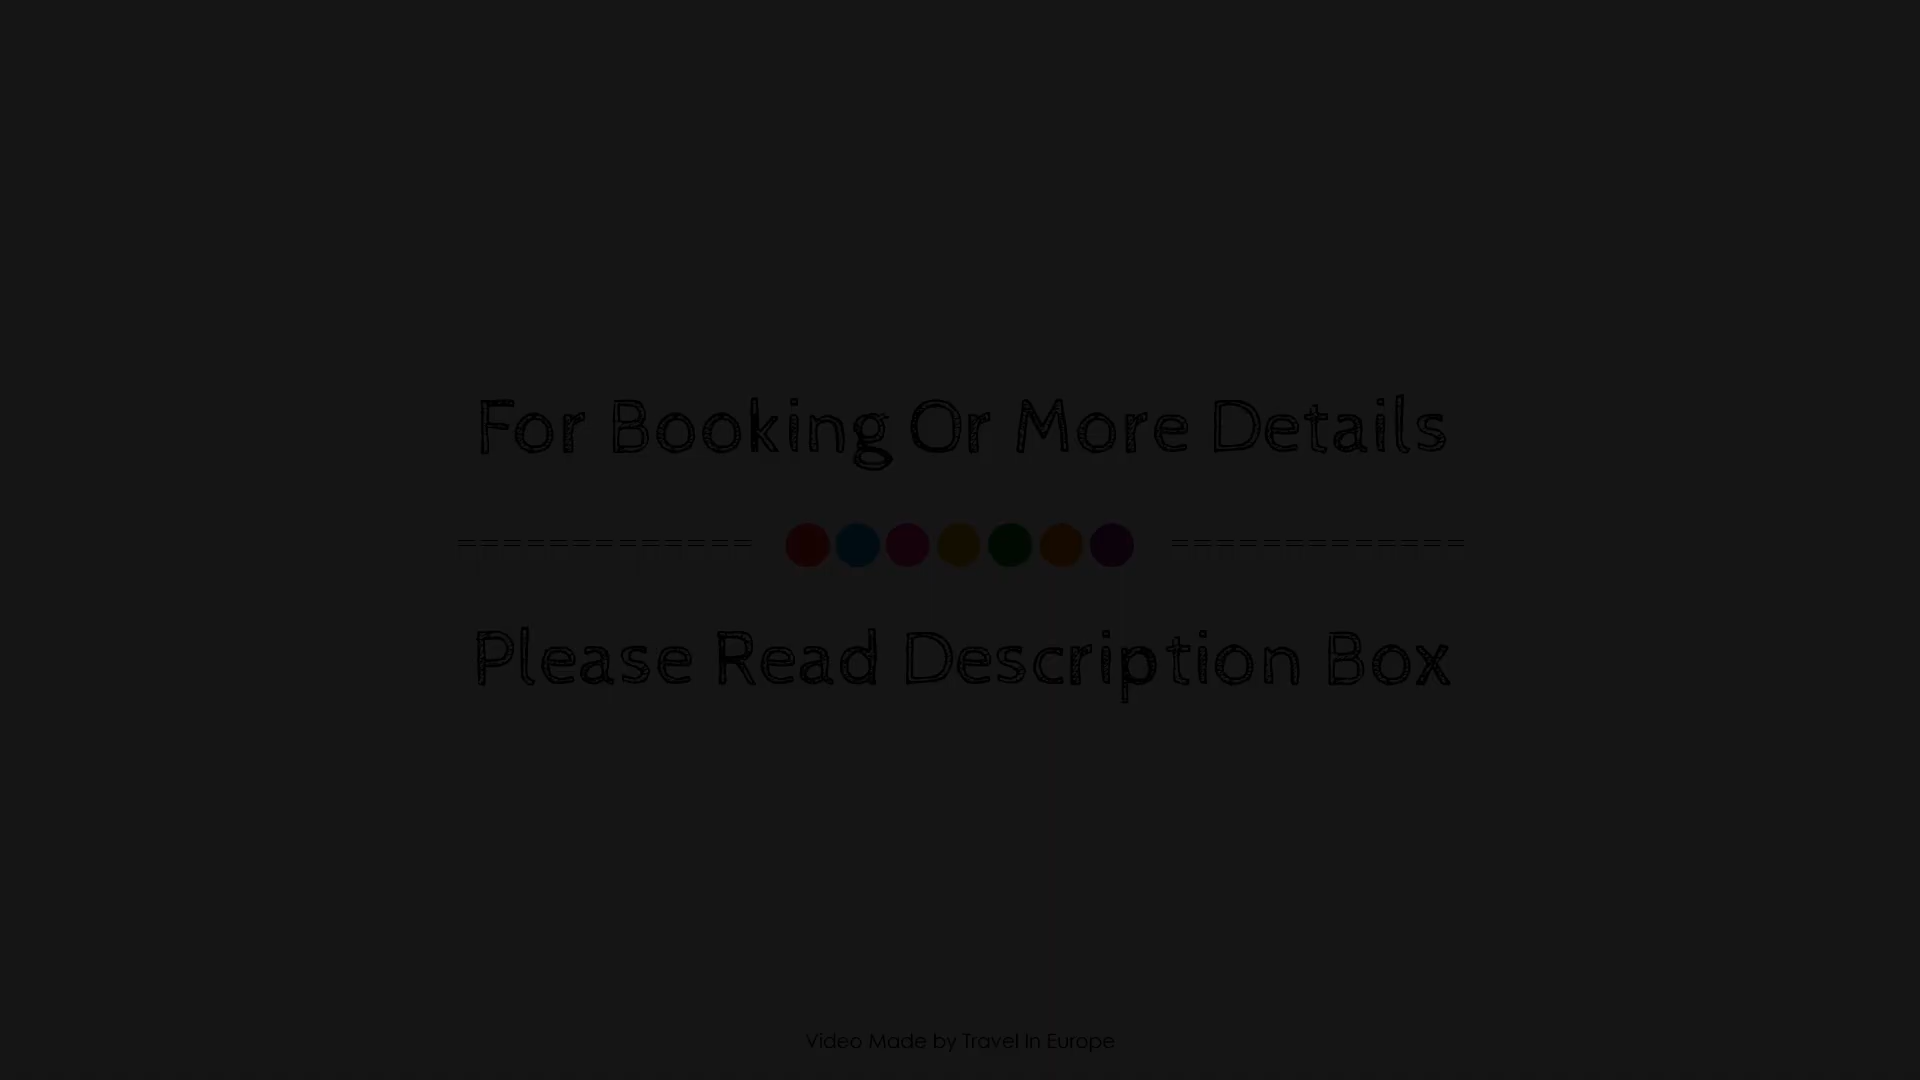 For Booking Or More Details
============= =============
Please Read Description Box
Video Made by Travel In Europe